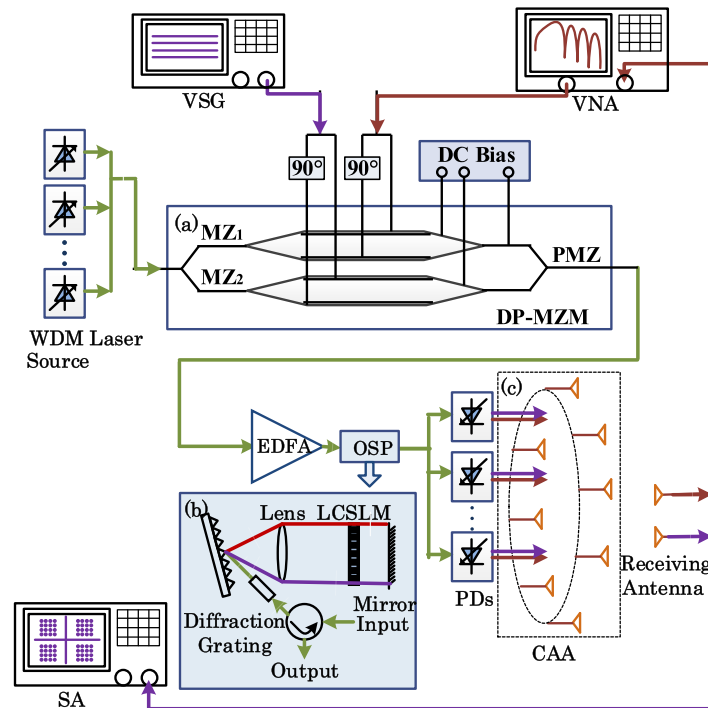 VSG
VNA
90°
90°
DC Bias
(a)
MZ1
MZ2
PMZ
DP-MZM
WDM Laser
Source
EDFA
OSP
(c)
(b)
Lens LCSLM
Diffraction
Grating
Mirror
Input
Output
PDs
Receiving
Antenna
CAA
SA